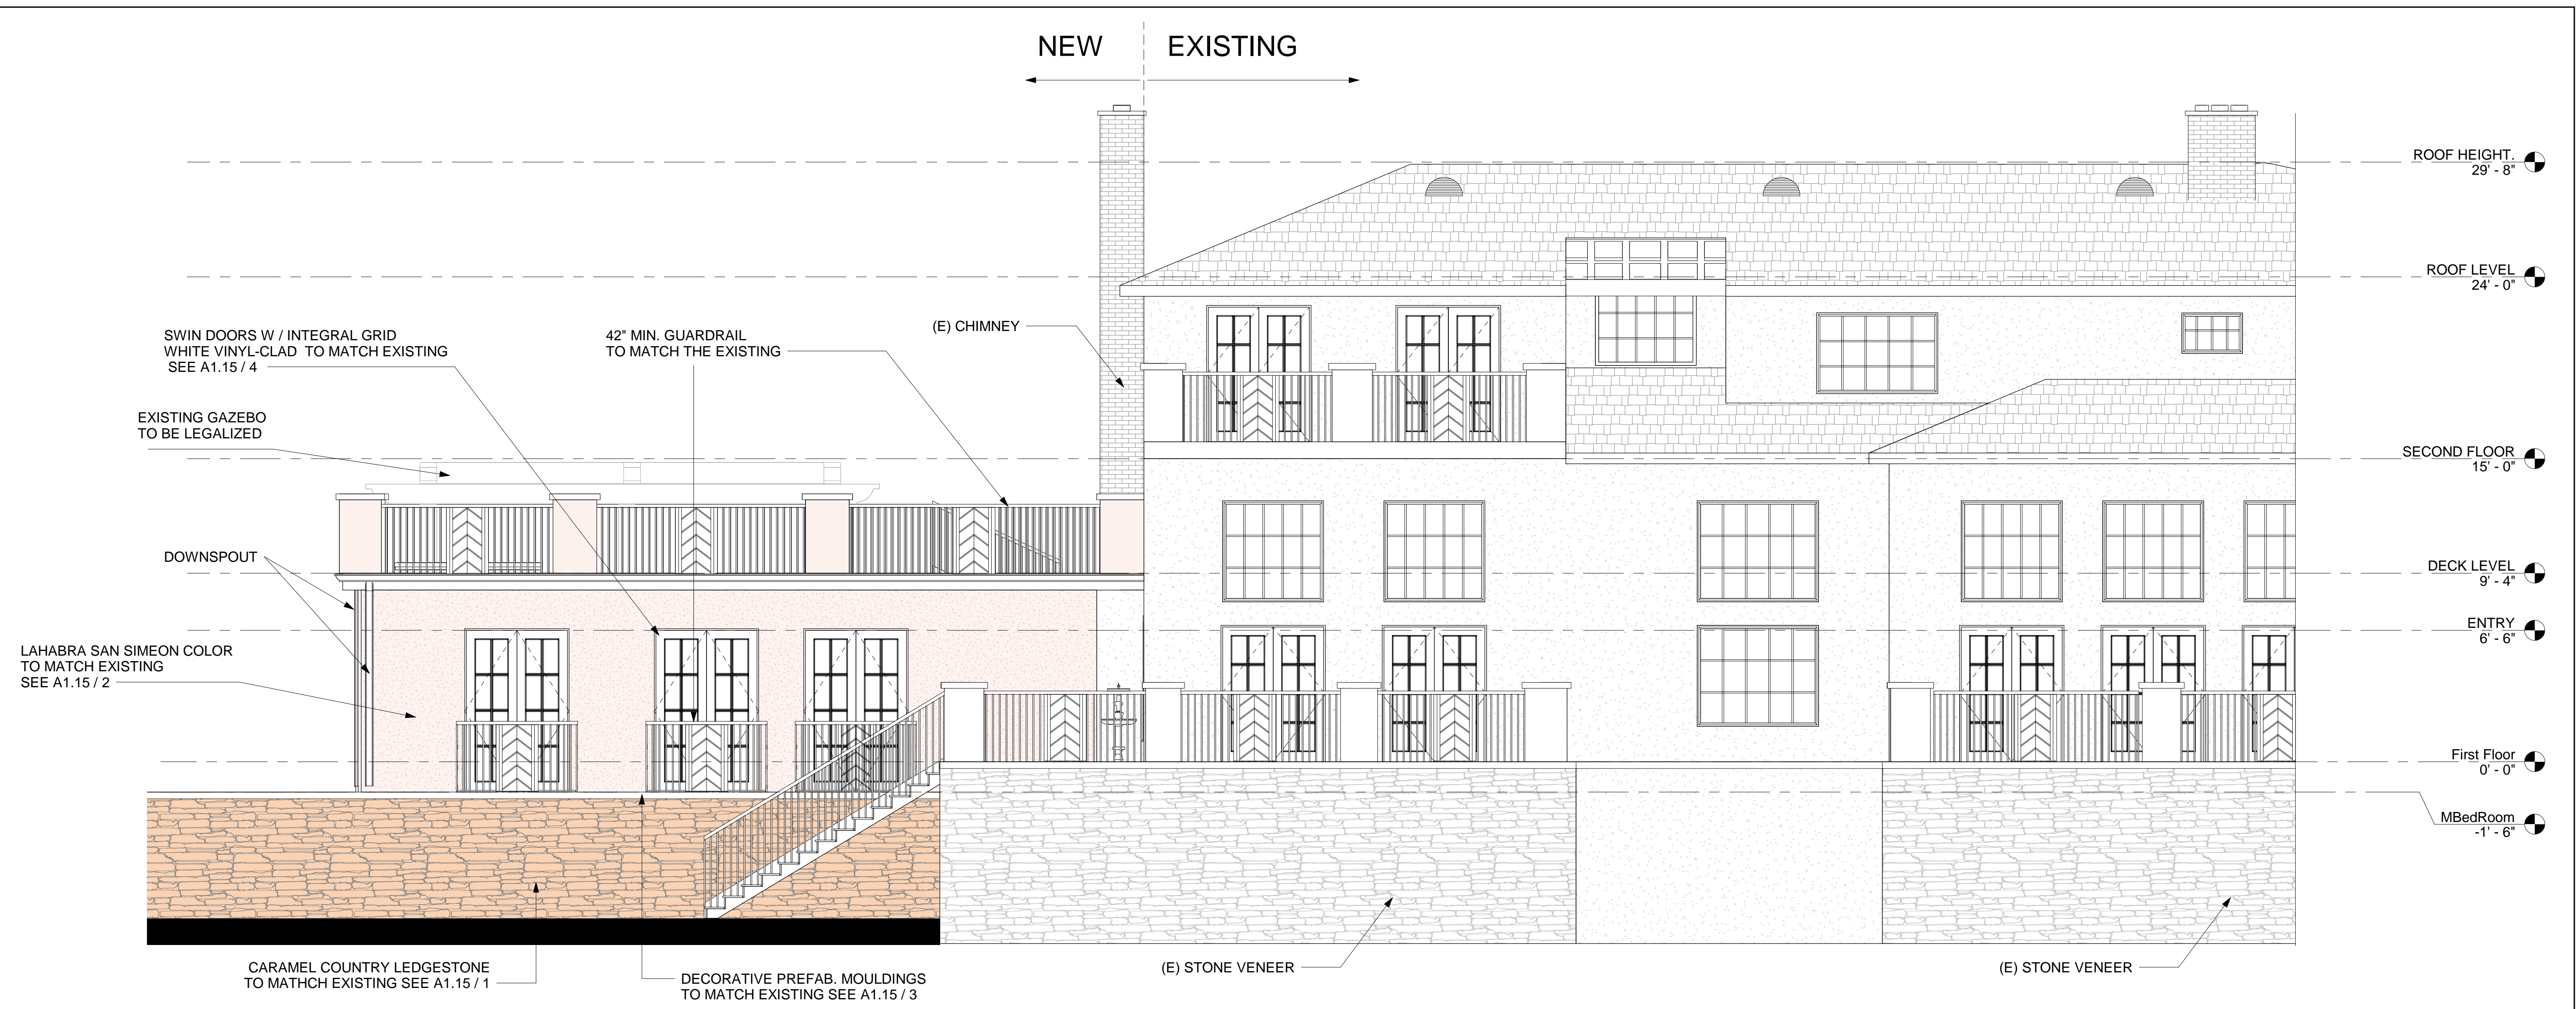 NEW EXISTING
ROOF HEIGHT.
29' - 8"
ROOF LEVEL
24' - 0"
SWIN DOORS W / INTEGRAL GRID
WHITE VINYL-CLAD TO MATCH EXISTING
SEE A1.15 / 4
42" MIN. GUARDRAIL
TO MATCH THE EXISTING
(E) CHIMNEY
EXISTING GAZEBO
TO BE LEGALIZED
SECOND FLOOR
15' - 0"
DOWNSPOUT
DECK LEVEL
9' - 4"
ENTRY
6' - 6"
LAHABRA SAN SIMEON COLOR
TO MATCH EXISTING
SEE A1.15 / 2
First Floor
0' - 0"
MBedRoom
-1' - 6"
CARAMEL COUNTRY LEDGESTONE
TO MATHCH EXISTING SEE A1.15 / 1
DECORATIVE PREFAB. MOULDINGS
TO MATCH EXISTING SEE A1.15 / 3
(E) STONE VENEER
(E) STONE VENEER